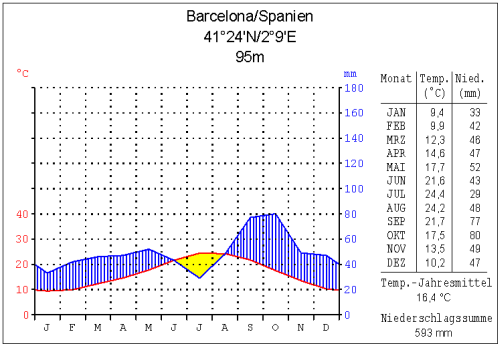 Barcelona/Spanien
41°24'N/2°9'E
95m
°C
mm
180
160
140
120
100
40 80
30 60
20 40
10 20
0 0
J F M A M J J A S O N D
Monat Temp. Nied.
(°C) (mm)
JAN 9,4 33
FEB 9,9 42
MRZ 12,3 46
APR 14,6 47
MAI 17,7 52
JUN 21,6 43
JUL 24,4 29
AUG 24,2 48
SEP 21,7 77
OKT 17,5 80
NOV 13,5 49
DEZ 10,2 47
Temp.-Jahresmittel
16,4 °C
Niederschlagssumme
593 mm